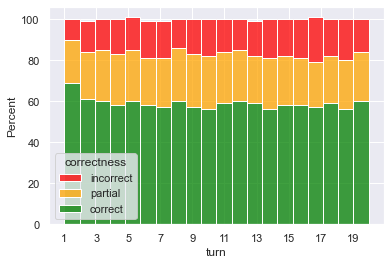 100
80
60
40
20
0
Percent
correctness
incorrect
partial
correct
1 3 5 7 9 11 13 15 17 19
turn